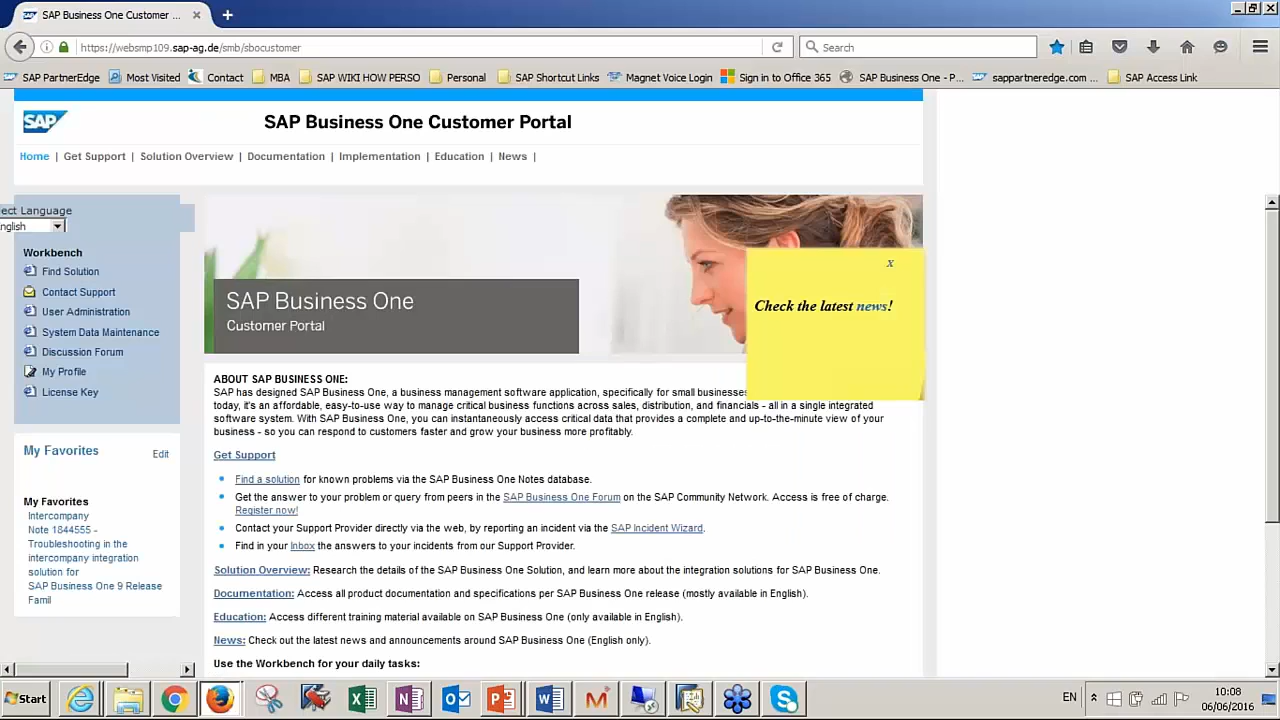 SAP Business One Customer ...
https://websmp109.sap-ag.de/smb/sbocustomer
Search
SAP PartnerEdge
Most Visited
Contact
MBA
SAP WIKI HOW PERSO
Personal
SAP Shortcut Links
Magnet Voice Login
Sign in to Office 365
SAP Business One - P...
sappartneredge.com ...
SAP Access Link
SAP
SAP Business One Customer Portal
Home | Get Support | Solution Overview | Documentation | Implementation | Education | News |
ect Language
nglish
Workbench
Find Solution
Contact Support
User Administration
System Data Maintenance
Discussion Forum
My Profile
License Key
My Favorites
Edit
My Favorites
Intercompany
Note 1844555 -
Troubleshooting in the
intercompany integration
solution for
SAP Business One 9 Release
Famil
SAP Business One
Customer Portal
x
Check the latest news!
ABOUT SAP BUSINESS ONE:
SAP has designed SAP Business One, a business management software application, specifically for small businesses
today, it's an affordable, easy-to-use way to manage critical business functions across sales, distribution, and financials - all in a single integrated
software system. With SAP Business One, you can instantaneously access critical data that provides a complete and up-to-the-minute view of your
business - so you can respond to customers faster and grow your business more profitably.
Get Support
Find a solution for known problems via the SAP Business One Notes database.
Get the answer to your problem or query from peers in the SAP Business One Forum on the SAP Community Network. Access is free of charge.
Register now!
Contact your Support Provider directly via the web, by reporting an incident via the SAP Incident Wizard.
Find in your Inbox the answers to your incidents from our Support Provider.
Solution Overview: Research the details of the SAP Business One Solution, and learn more about the integration solutions for SAP Business One.
Documentation: Access all product documentation and specifications per SAP Business One release (mostly available in English).
Education: Access different training material available on SAP Business One (only available in English).
News: Check out the latest news and announcements around SAP Business One (English only).
Use the Workbench for your daily tasks:
Start
EN
10:08
06/06/2016